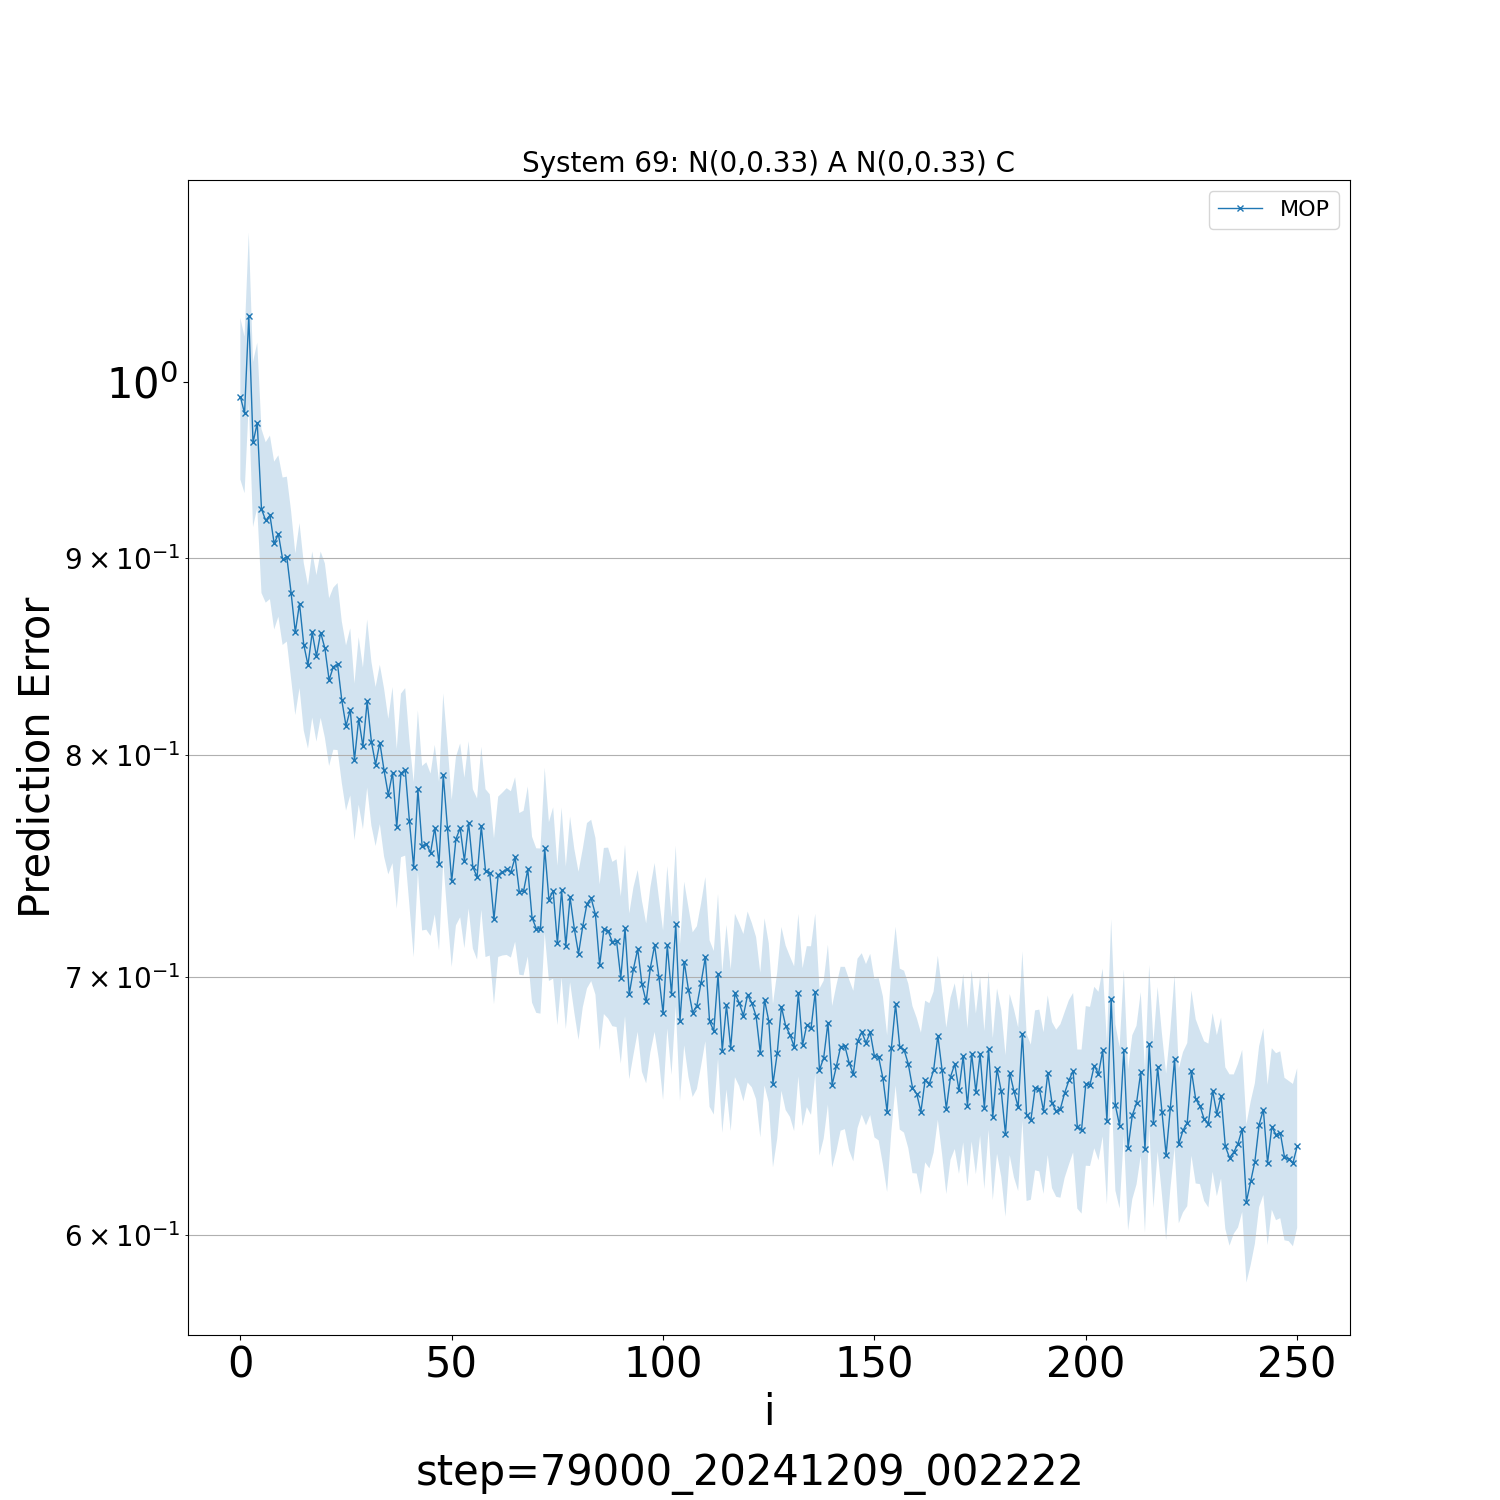 System 69: N(0,0.33) A N(0,0.33) C
MOP
Prediction Error
10⁰
9 × 10⁻¹
8 × 10⁻¹
7 × 10⁻¹
6 × 10⁻¹
0 50 100 150 200 250
i
step=79000_20241209_002222